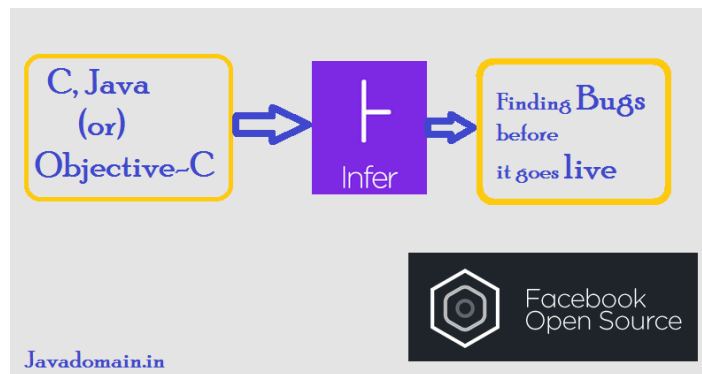 C, Java
(or)
Objective-C
Infer
Finding Bugs
before
it goes live
Facebook
Open Source
Javadomain.in